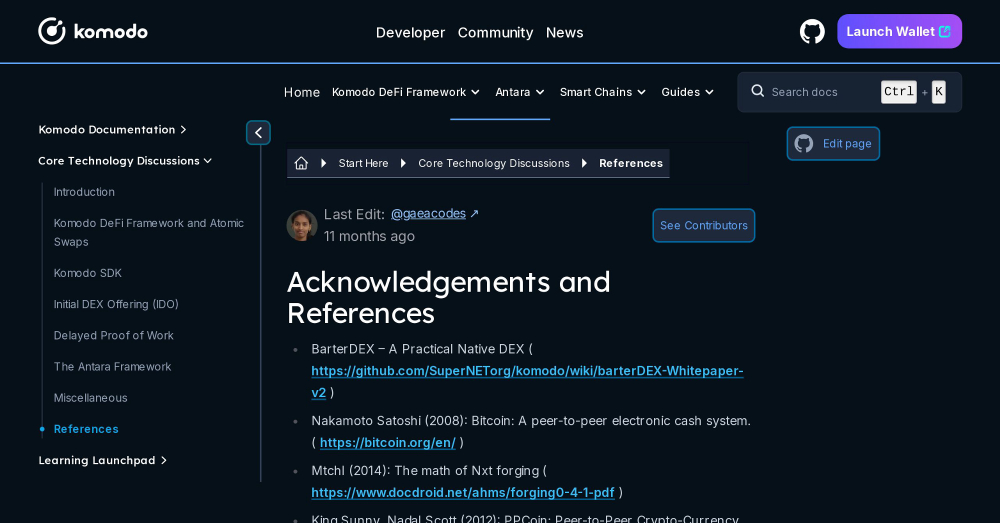 komodo
Developer Community News
Launch Wallet
Home Komodo DeFi Framework Antara Smart Chains Guides
Search docs Ctrl + K
Komodo Documentation
Core Technology Discussions
Introduction
Komodo DeFi Framework and Atomic
Swaps
Komodo SDK
Initial DEX Offering (IDO)
Delayed Proof of Work
The Antara Framework
Miscellaneous
References
Learning Launchpad
Start Here Core Technology Discussions References
Edit page
Last Edit: @gaeacodes ↗
11 months ago
See Contributors
Acknowledgements and
References
• BarterDEX – A Practical Native DEX (
https://github.com/SuperNETorg/komodo/wiki/barterDEX-Whitepaper-
v2 )
• Nakamoto Satoshi (2008): Bitcoin: A peer-to-peer electronic cash system.
( https://bitcoin.org/en/ )
• Mtchl (2014): The math of Nxt forging (
https://www.docdroid.net/ahms/forging0-4-1-pdf )
• King Sunny, Nadal Scott (2012): PPCoin: Peer-to-Peer Crypto-Currency